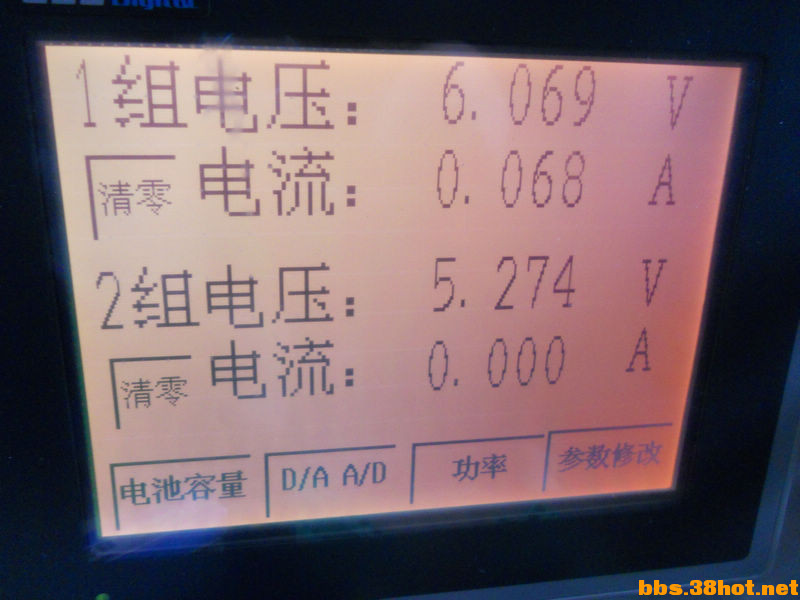 Digital
1组电压: 6.069 V
清零 电流: 0.068 A
2组电压: 5.274 V
清零 电流: 0.000 A
电池容量 D/A A/D 功率 参数修改
bbs.38hot.net